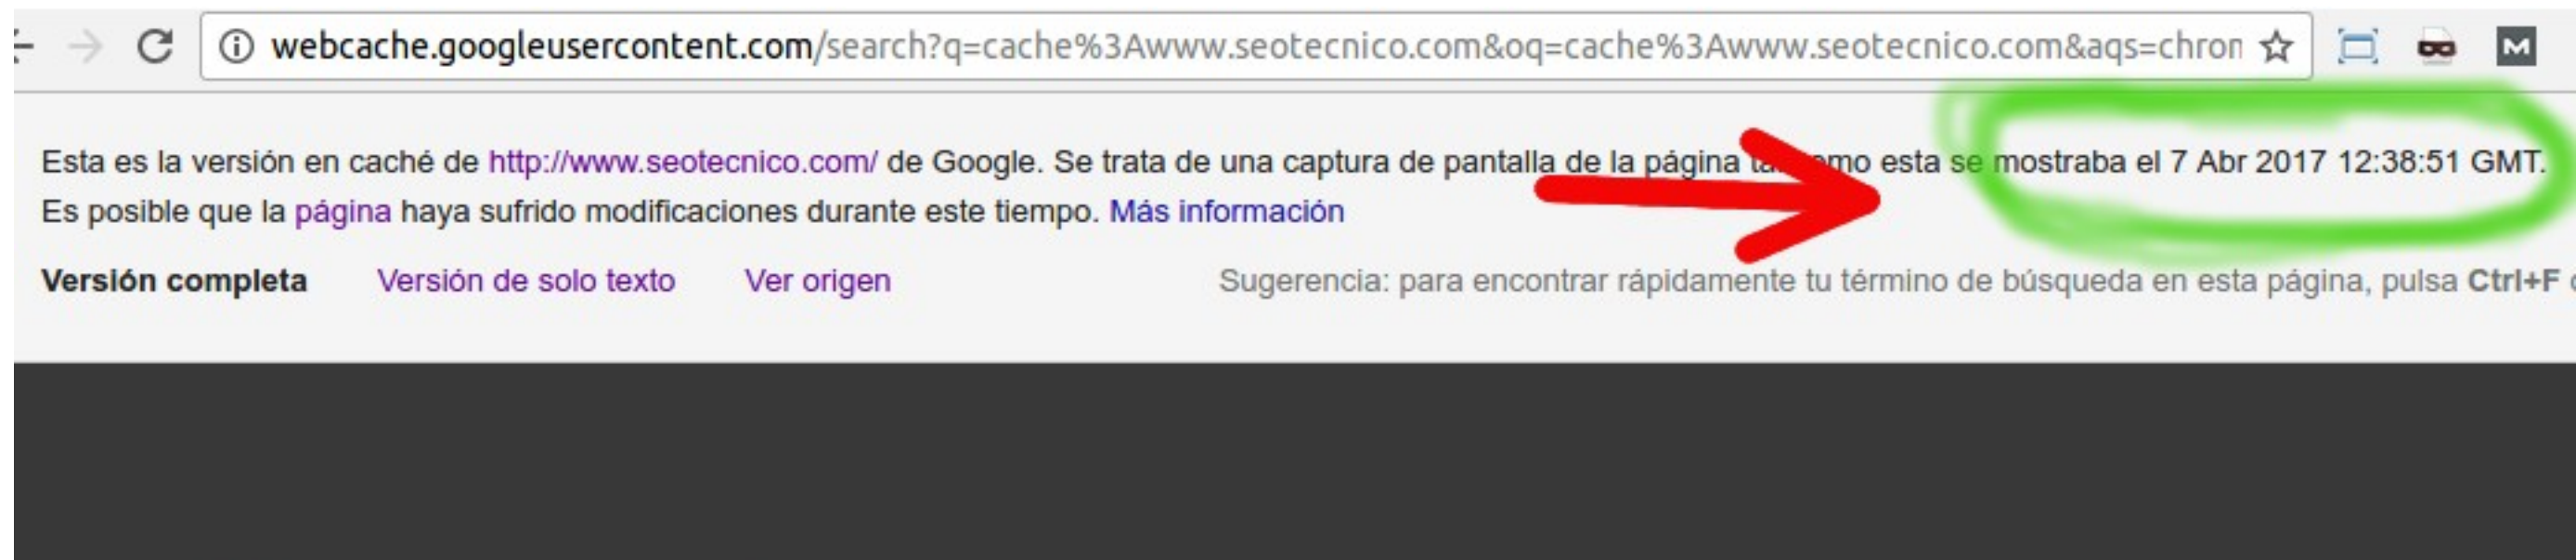 webcache.googleusercontent.com/search?q=cache%3Awww.seotecnico.com&oq=cache%3Awww.seotecnico.com&aqs=chron
Esta es la versión en caché de http://www.seotecnico.com/ de Google. Se trata de una captura de pantalla de la página esta se mostraba el 7 Abr 2017 12:38:51 GMT.
Es posible que la página haya sufrido modificaciones durante este tiempo. Más información
Versión completa Versión de solo texto Ver origen Sugerencia: para encontrar rápidamente tu término de búsqueda en esta página, pulsa Ctrl+F